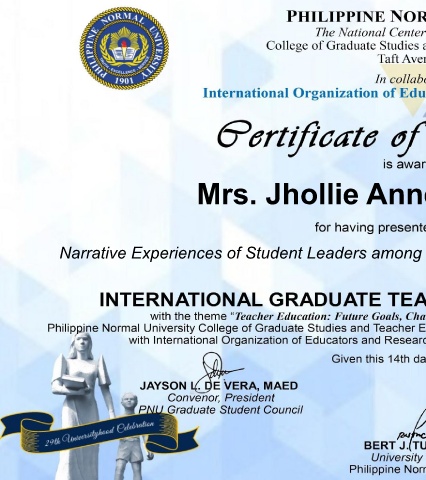 PHILIPPINE NORMAL UNIVERSITY
1901
PHILIPPINE NOR
The National Center
College of Graduate Studies a
Taft Aven
In collabo
International Organization of Edu
Certificate of
is awar
Mrs. Jhollie Ann
for having presente
Narrative Experiences of Student Leaders among
INTERNATIONAL GRADUATE TEA
with the theme "Teacher Education: Future Goals, Cha
Philippine Normal University College of Graduate Studies and Teacher E
with International Organization of Educators and Researc
Given this 14th da
JAYSON L. DE VERA, MAED
Convenor, President
PNU Graduate Student Council
29th Universityhood Celebration
BERT J. TU
University
Philippine Norm